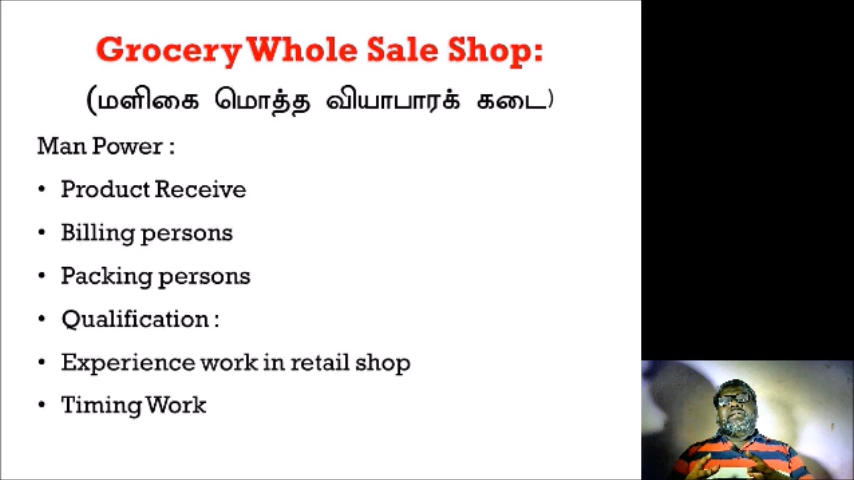 Grocery Whole Sale Shop:
(மளிகை மொத்த வியாபாரக் கடை)
Man Power :
• Product Receive
• Billing persons
• Packing persons
• Qualification :
• Experience work in retail shop
• Timing Work